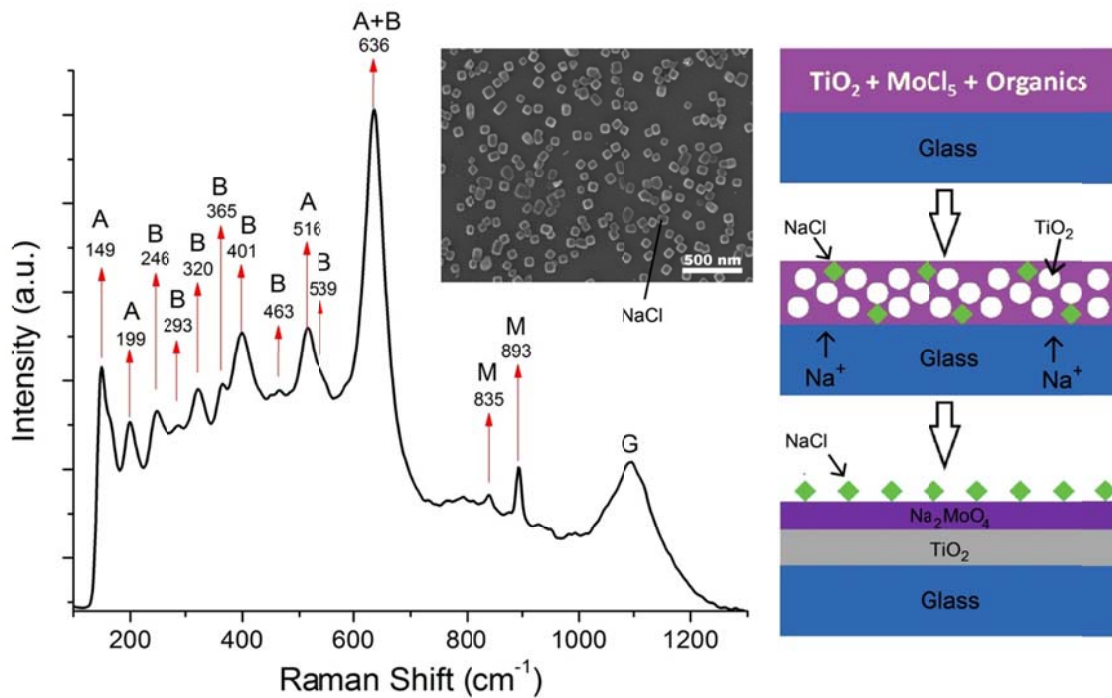 Intensity (a.u.)
A
149
A
199
B
246
B
293
B
320
B
365
B
401
B
463
A
516
B
539
A+B
636
M
835
M
893
G
200
400
600
800
1000
1200
Raman Shift (cm⁻¹)
500 nm
NaCl
TiO₂ + MoCl₅ + Organics
Glass
NaCl
TiO₂
Glass
Na⁺
Na⁺
NaCl
Na₂MoO₄
TiO₂
Glass